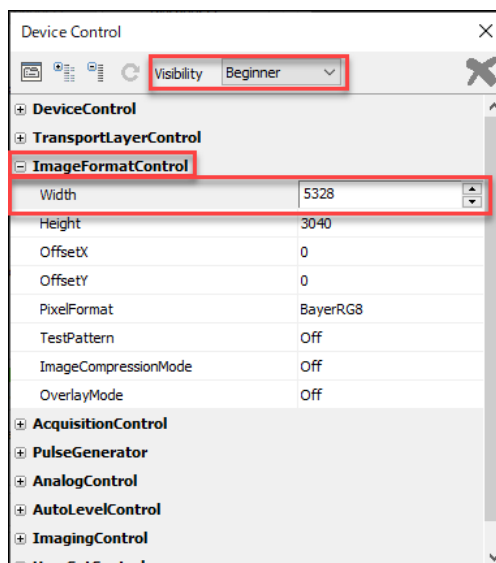 Device Control
Visibility Beginner
DeviceControl
TransportLayerControl
ImageFormatControl
Width 5328
Height 3040
OffsetX 0
OffsetY 0
PixelFormat BayerRG8
TestPattern Off
ImageCompressionMode Off
OverlayMode Off
AcquisitionControl
PulseGenerator
AnalogControl
AutoLevelControl
ImagingControl